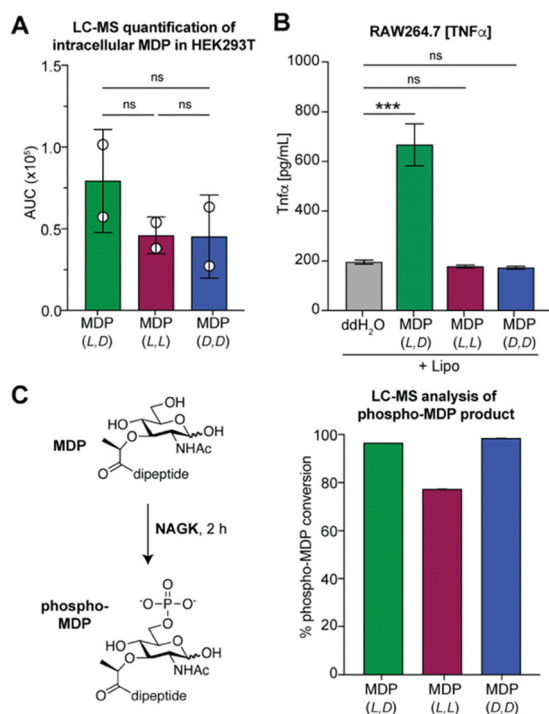 A
LC-MS quantification of
intracellular MDP in HEK293T
ns
ns
ns
AUC (x10⁵)
1.5
1.0
0.5
0.0
MDP
(L,D)
MDP
(L,L)
MDP
(D,D)
B
RAW264.7 [TNFα]
ns
ns
***
Tnfα [pg/mL]
1000
800
600
400
200
0
ddH₂O
MDP
(L,D)
MDP
(L,L)
MDP
(D,D)
+ Lipo
C
MDP
OH
HO
O
OH
O
NHAc
O
dipeptide
NAGK, 2 h
phospho-
MDP
O
⁻O-P-O⁻
O
HO
O
OH
O
NHAc
O
dipeptide
LC-MS analysis of
phospho-MDP product
% phospho-MDP conversion
100
80
60
40
20
0
MDP
(L,D)
MDP
(L,L)
MDP
(D,D)